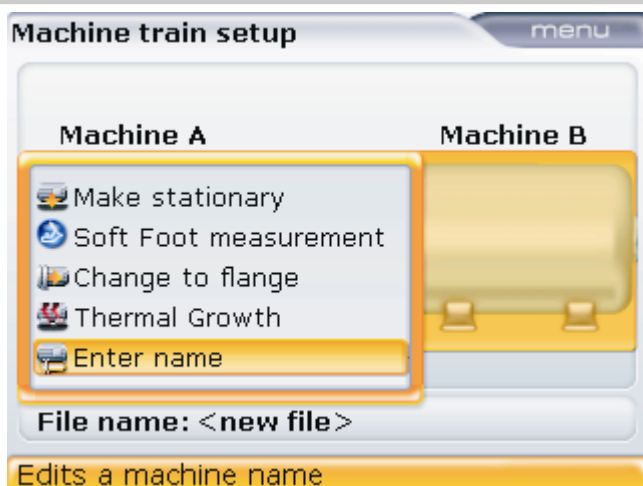 Machine train setup
menu
Machine A
Machine B
Make stationary
Soft Foot measurement
Change to flange
Thermal Growth
Enter name
File name: <new file>
Edits a machine name